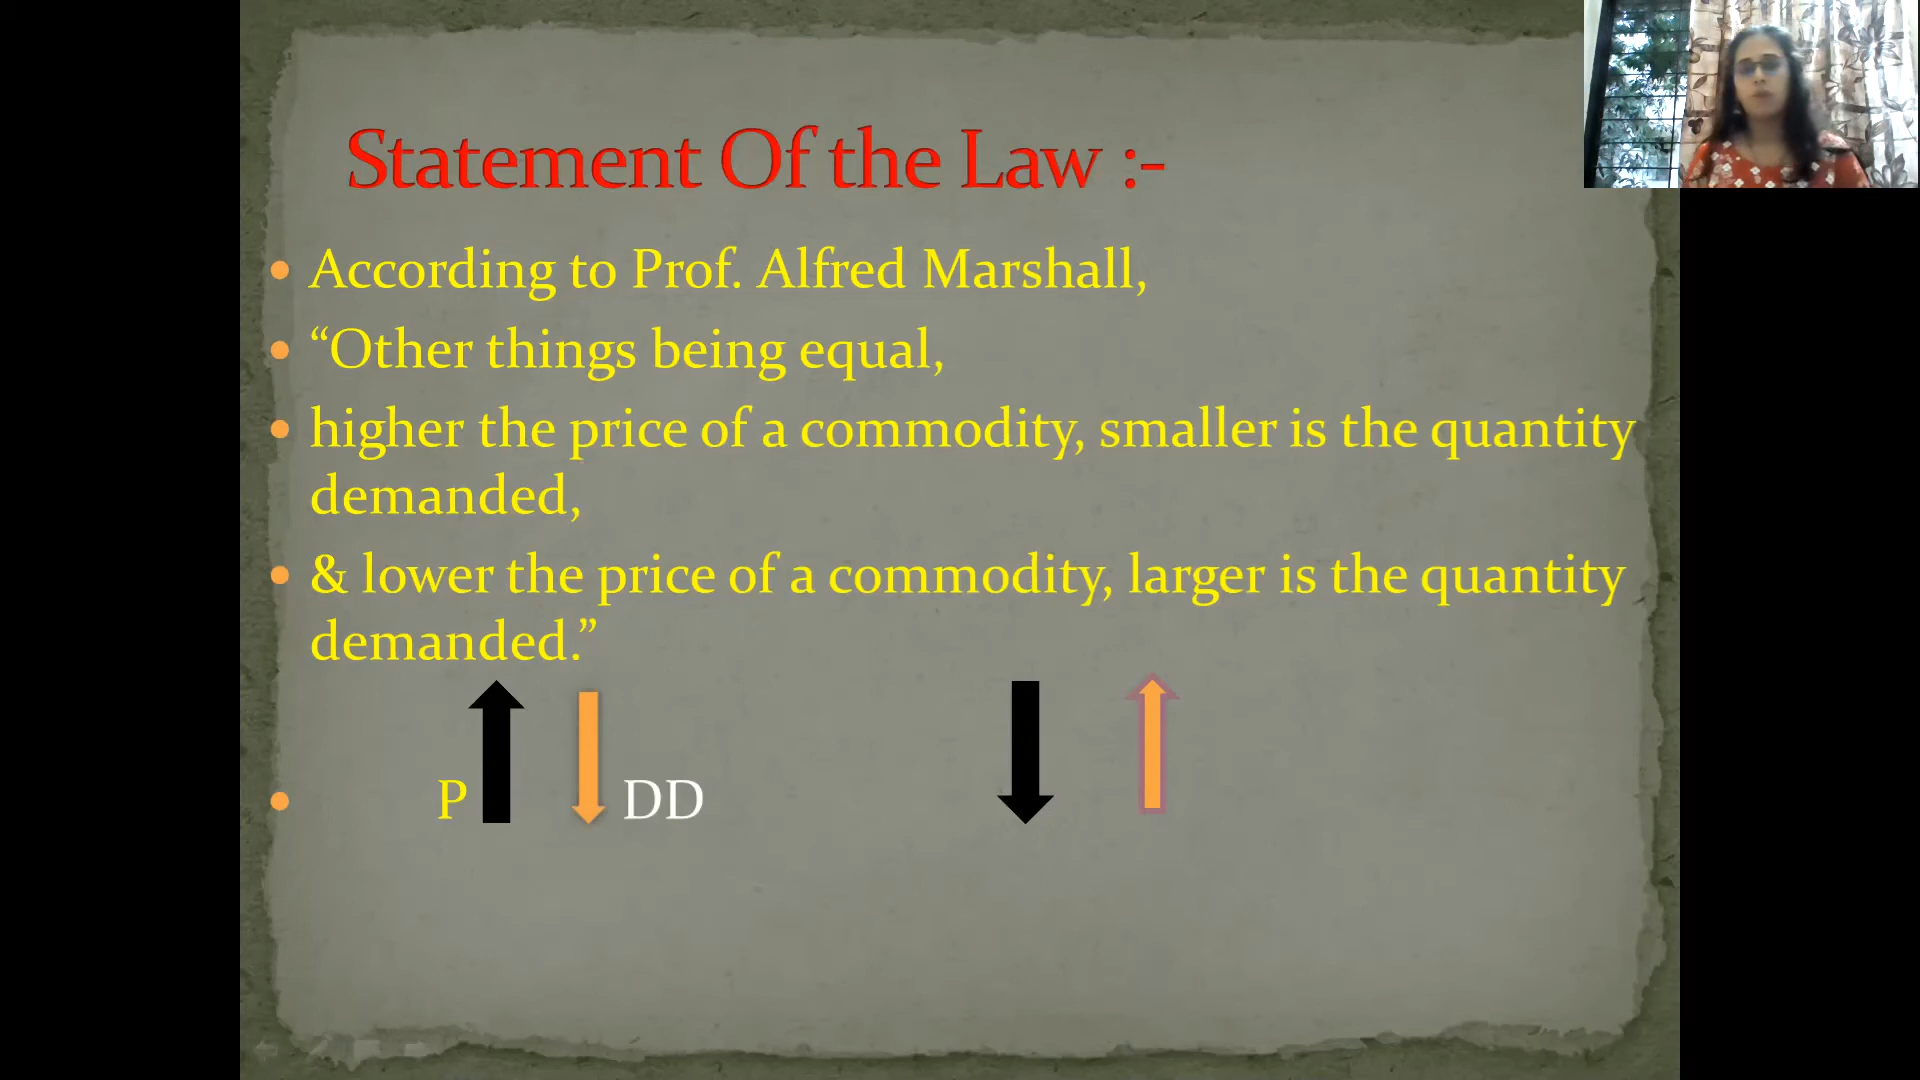 Statement Of the Law :-
According to Prof. Alfred Marshall,
“Other things being equal,
higher the price of a commodity, smaller is the quantity
demanded,
& lower the price of a commodity, larger is the quantity
demanded.”
P DD